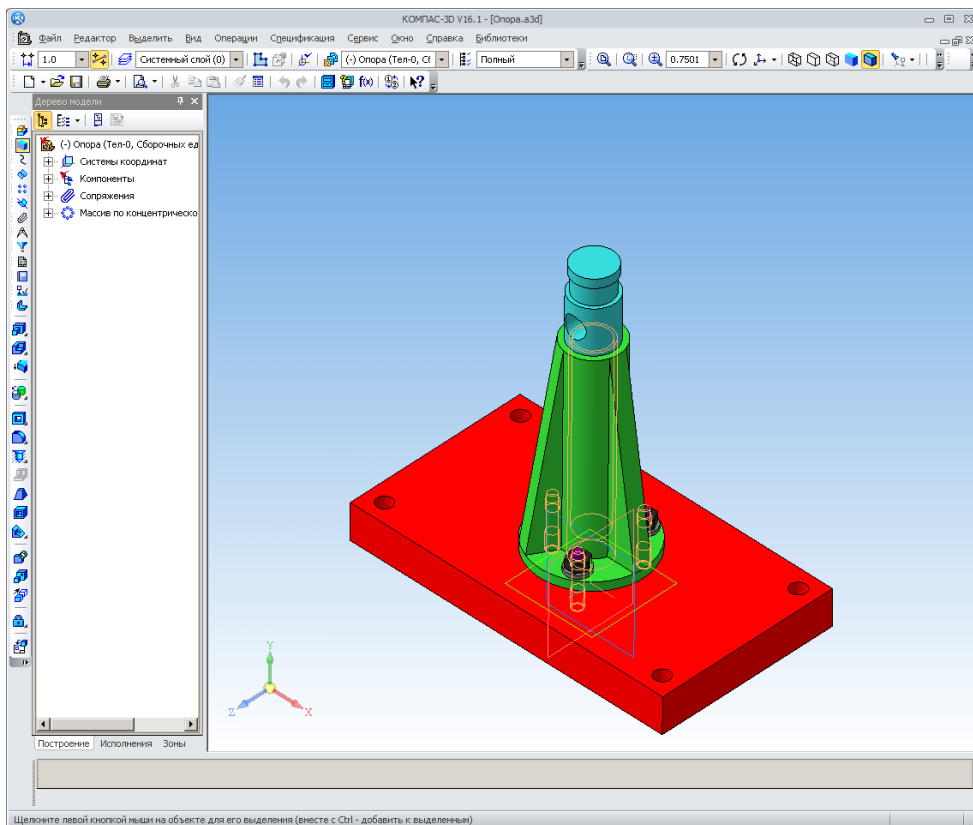 КОМПАС-3D V16.1 - [Опора.a3d]
Файл Редактор Выделить Вид Операции Спецификация Сервис Окно Справка Библиотеки
1.0 Системный слой (0) (-) Опора (Тел-0, Сб Полный 0.7501
f(x)
Дерево модели
(-) Опора (Тел-0, Сборочных ед
Системы координат
Компоненты
Сопряжения
Массив по концентрическо
Y
Z X
Построение Исполнения Зоны
Щелкните левой кнопкой мыши на объекте для его выделения (вместе с Ctrl - добавить к выделенным)